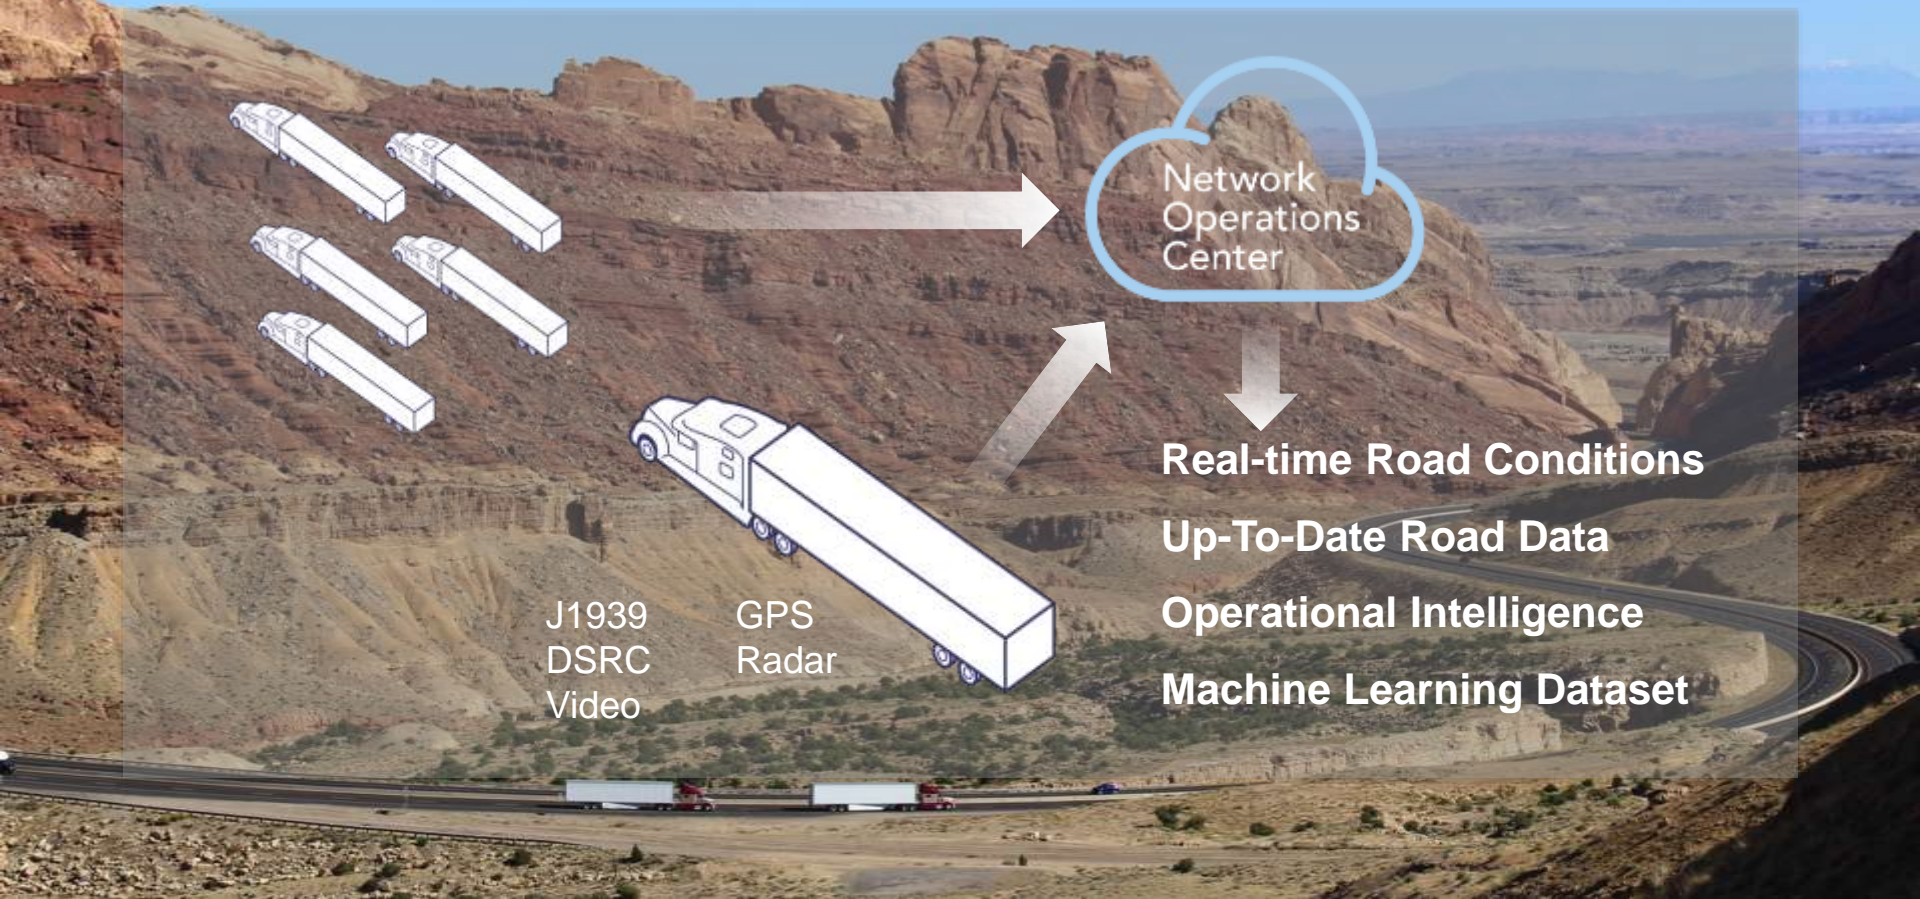 Network
Operations
Center
Real-time Road Conditions
Up-To-Date Road Data
Operational Intelligence
Machine Learning Dataset
J1939
DSRC
Video
GPS
Radar